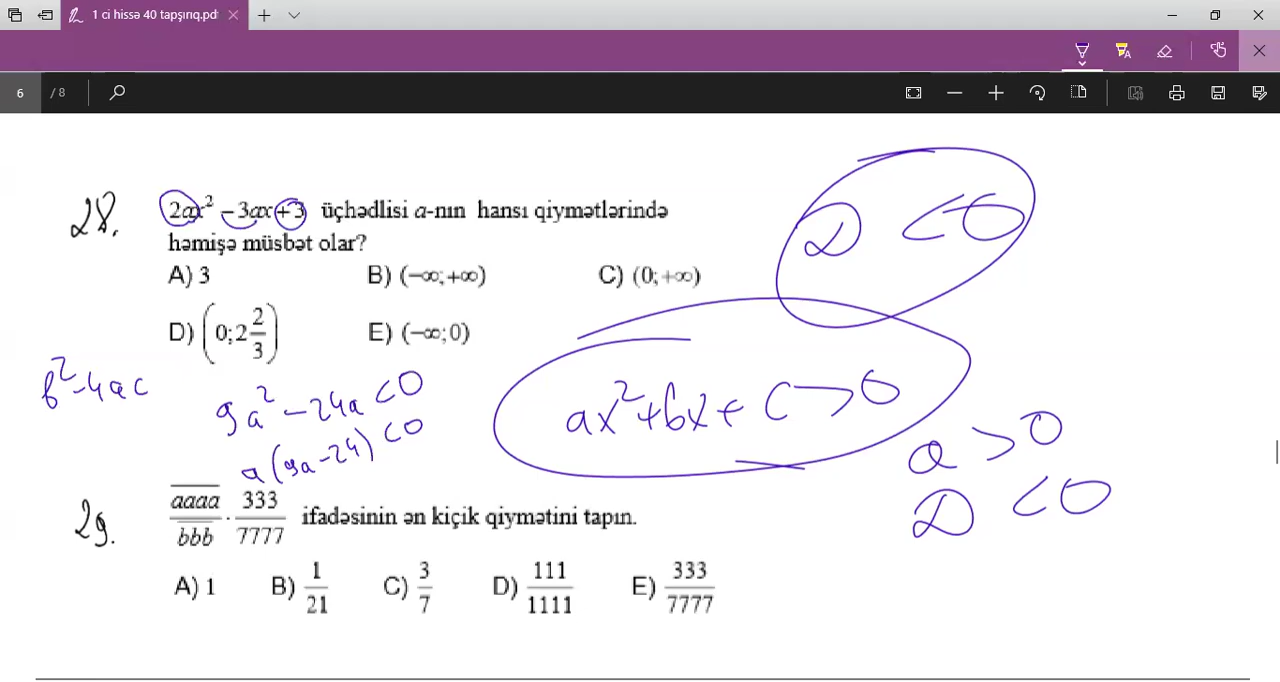 1 ci hissə 40 tapşırıq.pdf
6 / 8
28. 2ax² − 3ax + 3 üçhədlisi a-nın hansı qiymətlərində
həmişə müsbət olar?
A) 3 B) (−∞; +∞) C) (0; +∞)
D) (0; 2 2/3) E) (−∞; 0)
D < 0
b² - 4ac
9a² − 24a < 0
a(9a − 24) < 0
ax² + bx + c > 0
a > 0
D < 0
29. aaaa/bbb · 333/7777 ifadəsinin ən kiçik qiymətini tapın.
A) 1 B) 1/21 C) 3/7 D) 111/1111 E) 333/7777